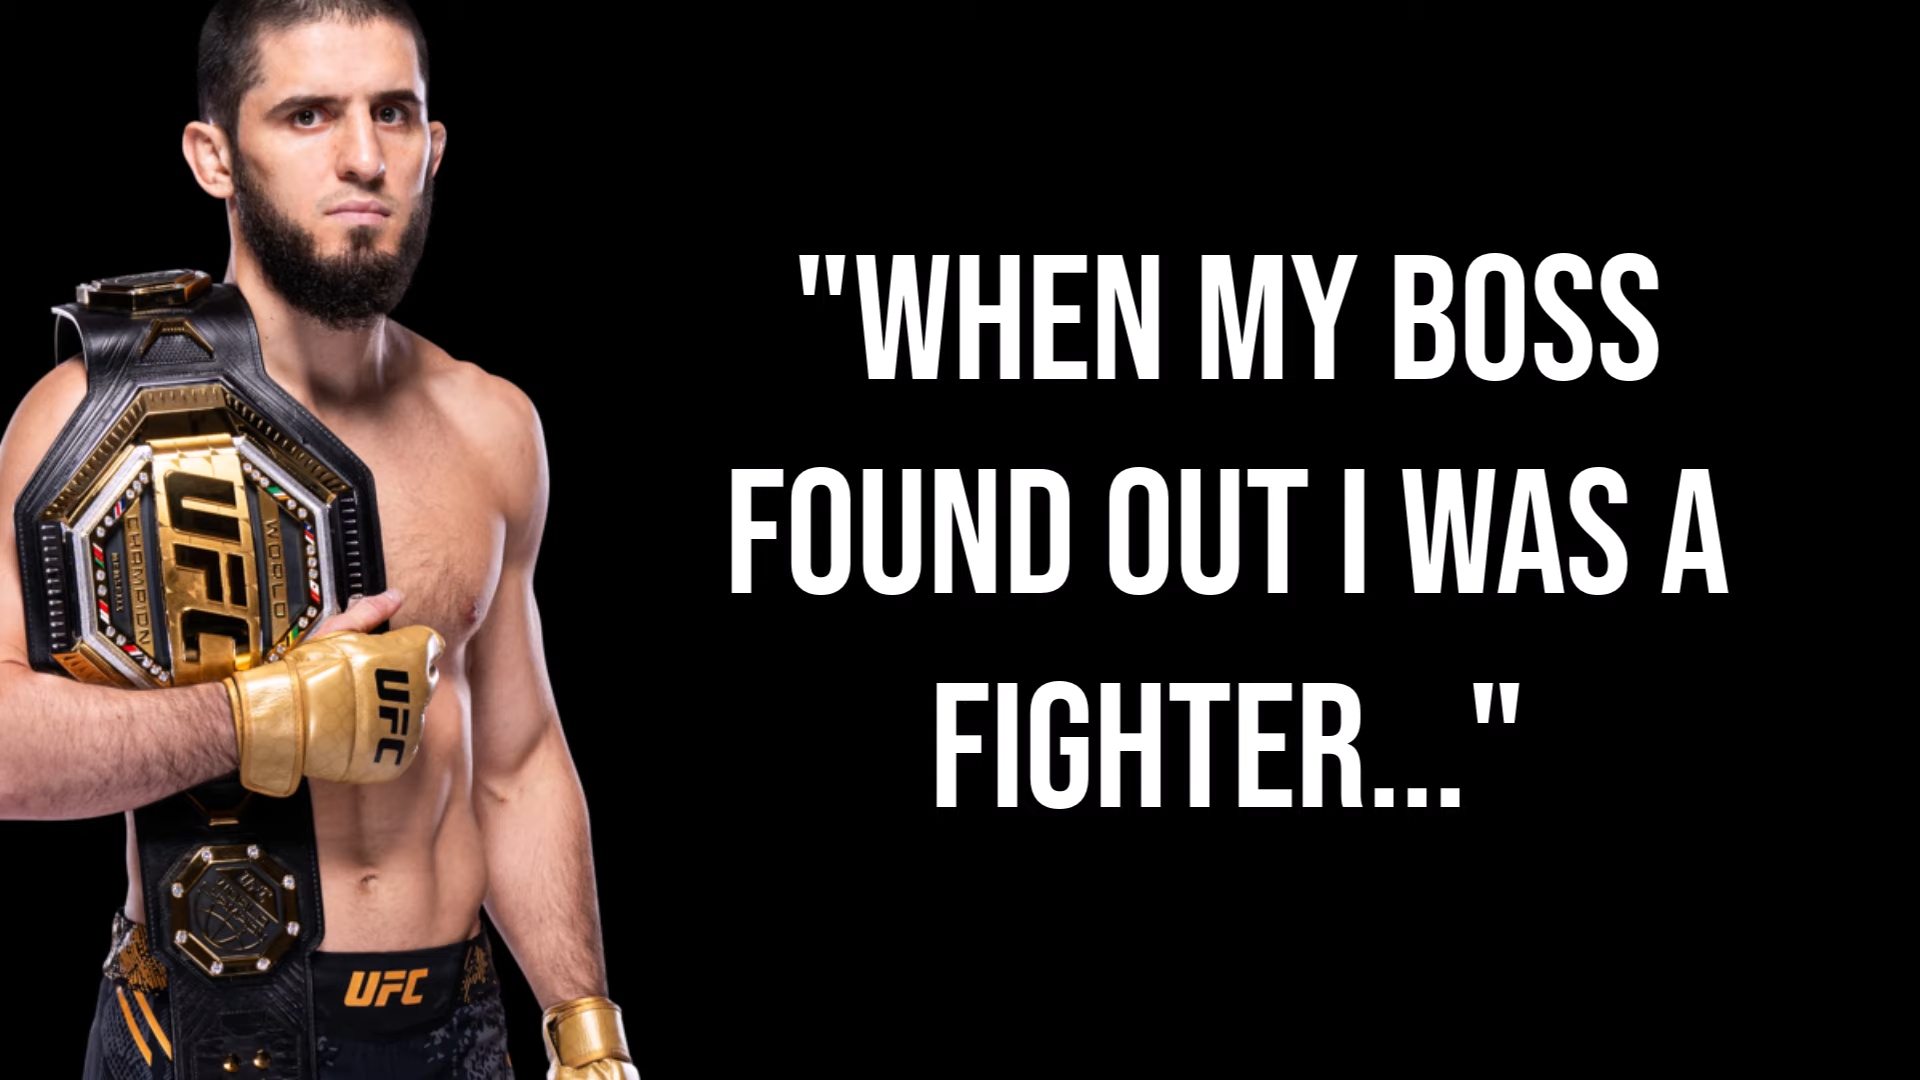 "WHEN MY BOSS
FOUND OUT I WAS A
FIGHTER..."
UFC
WORLD
CHAMPION
UFC
UFC